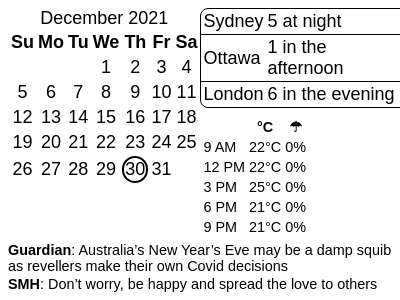 December 2021
Su Mo Tu We Th Fr Sa
1 2 3 4
5 6 7 8 9 10 11
12 13 14 15 16 17 18
19 20 21 22 23 24 25
26 27 28 29 30 31
Sydney 5 at night
Ottawa 1 in the
afternoon
London 6 in the evening
°C ☂
9 AM 22°C 0%
12 PM 22°C 0%
3 PM 25°C 0%
6 PM 21°C 0%
9 PM 21°C 0%
Guardian: Australia’s New Year’s Eve may be a damp squib
as revellers make their own Covid decisions
SMH: Don’t worry, be happy and spread the love to others